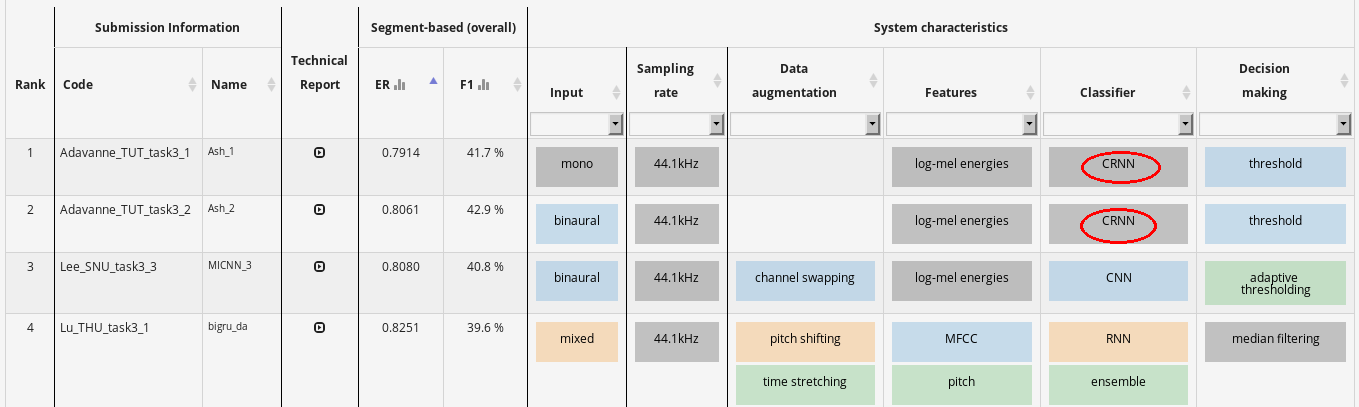 Submission Information Segment-based (overall) System characteristics
Rank Code Name Technical Report ER F1 Input Sampling rate Data augmentation Features Classifier Decision making
1 Adavanne_TUT_task3_1 Ash_1 0.7914 41.7 % mono 44.1kHz log-mel energies CRNN threshold
2 Adavanne_TUT_task3_2 Ash_2 0.8061 42.9 % binaural 44.1kHz log-mel energies CRNN threshold
3 Lee_SNU_task3_3 MICNN_3 0.8080 40.8 % binaural 44.1kHz channel swapping log-mel energies CNN adaptive thresholding
4 Lu_THU_task3_1 bigru_da 0.8251 39.6 % mixed 44.1kHz pitch shifting MFCC RNN median filtering
time stretching pitch ensemble